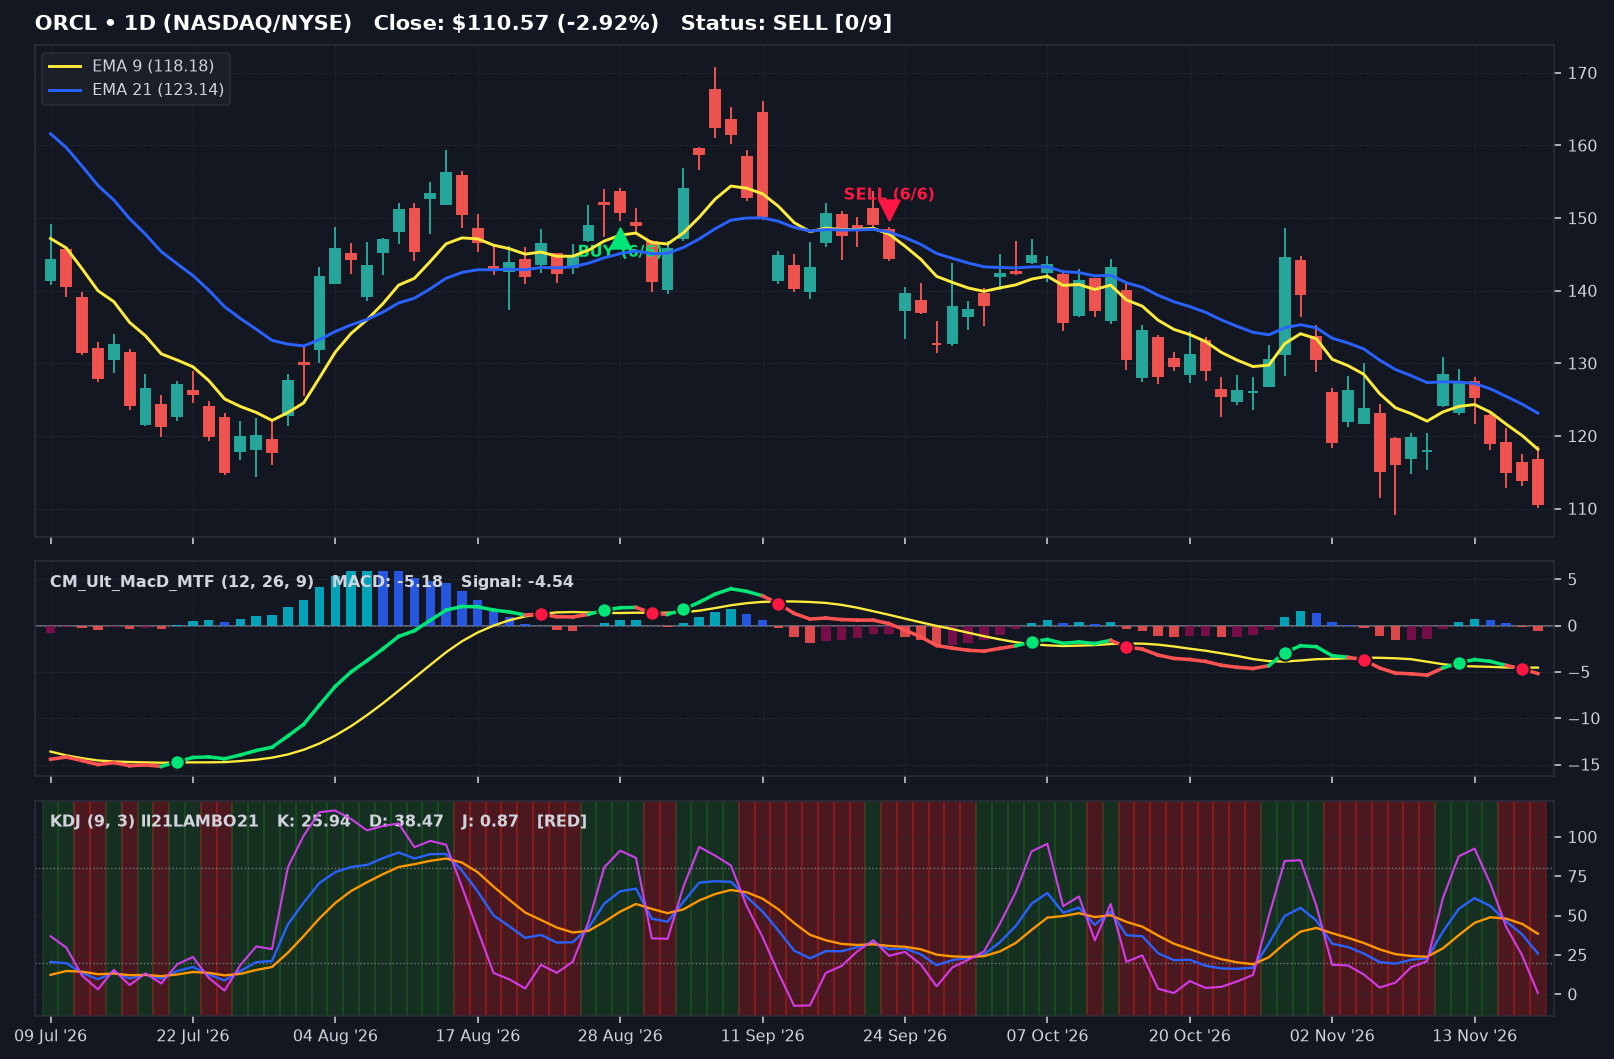 ORCL • 1D (NASDAQ/NYSE)   Close: $110.57 (-2.92%)   Status: SELL [0/9]
EMA 9 (118.18)
EMA 21 (123.14)
170
160
150
140
130
120
110
SELL (6/6)
BUY (6/6)
CM_Ult_MacD_MTF (12, 26, 9)   MACD: -5.18   Signal: -4.54
5
0
−5
−10
−15
KDJ (9, 3) II21LAMBO21   K: 25.94   D: 38.47   J: 0.87   [RED]
100
75
50
25
0
09 Jul '26
22 Jul '26
04 Aug '26
17 Aug '26
28 Aug '26
11 Sep '26
24 Sep '26
07 Oct '26
20 Oct '26
02 Nov '26
13 Nov '26